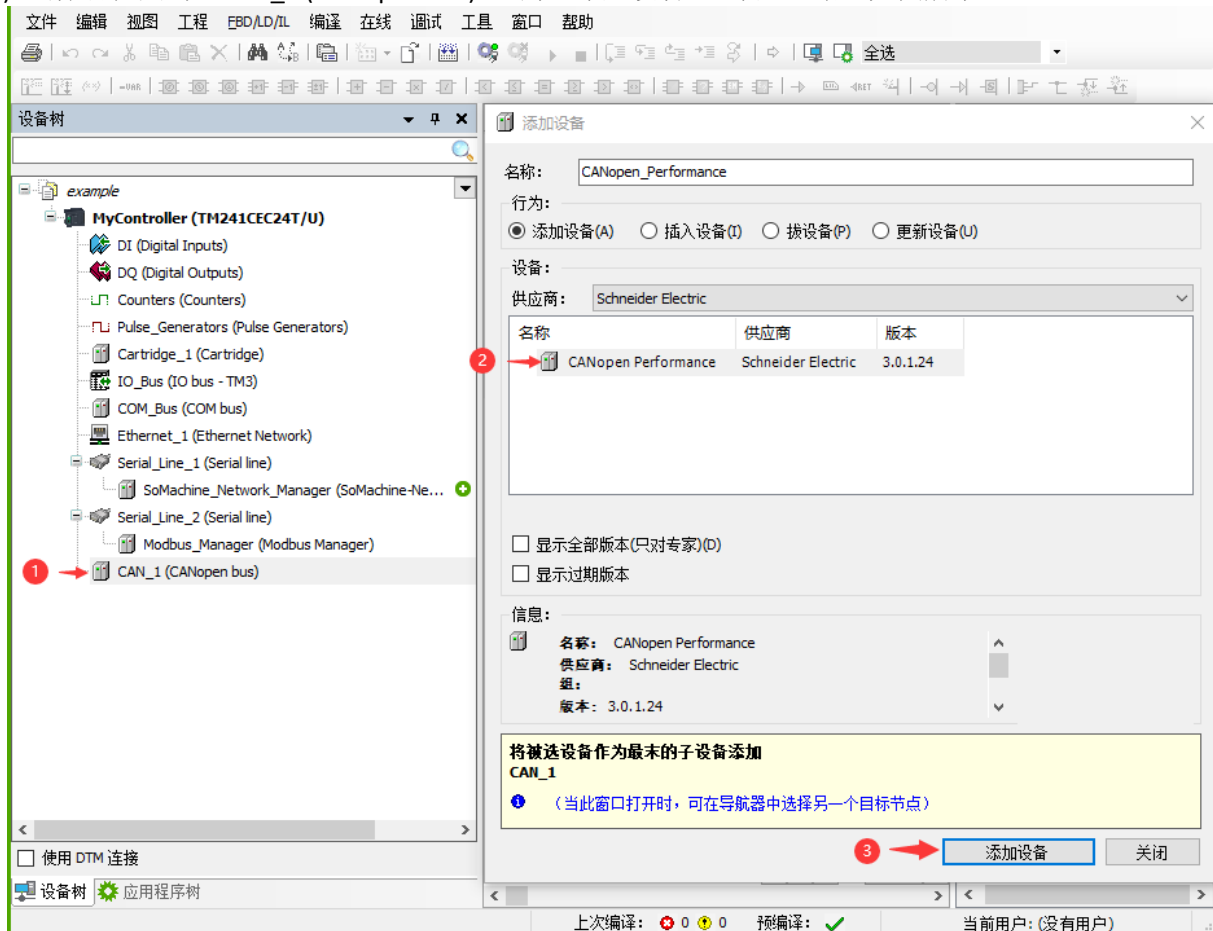 文件 编辑 视图 工程 FBD/LD/IL 编译 在线 调试 工具 窗口 帮助
全选
设备树
example
MyController (TM241CEC24T/U)
DI (Digital Inputs)
DQ (Digital Outputs)
Counters (Counters)
Pulse_Generators (Pulse Generators)
Cartridge_1 (Cartridge)
IO_Bus (IO bus - TM3)
COM_Bus (COM bus)
Ethernet_1 (Ethernet Network)
Serial_Line_1 (Serial line)
SoMachine_Network_Manager (SoMachine-Ne...
Serial_Line_2 (Serial line)
Modbus_Manager (Modbus Manager)
1 CAN_1 (CANopen bus)
使用 DTM 连接
设备树 应用程序树
添加设备
名称: CANopen_Performance
行为:
添加设备(A) 插入设备(I) 拔设备(P) 更新设备(U)
设备:
供应商: Schneider Electric
名称 供应商 版本
2 CANopen Performance Schneider Electric 3.0.1.24
显示全部版本(只对专家)(D)
显示过期版本
信息:
名称: CANopen Performance
供应商: Schneider Electric
组:
版本: 3.0.1.24
将被选设备作为最末的子设备添加
CAN_1
(当此窗口打开时,可在导航器中选择另一个目标节点)
3 添加设备 关闭
上次编译: 0 0 预编译: 当前用户: (没有用户)